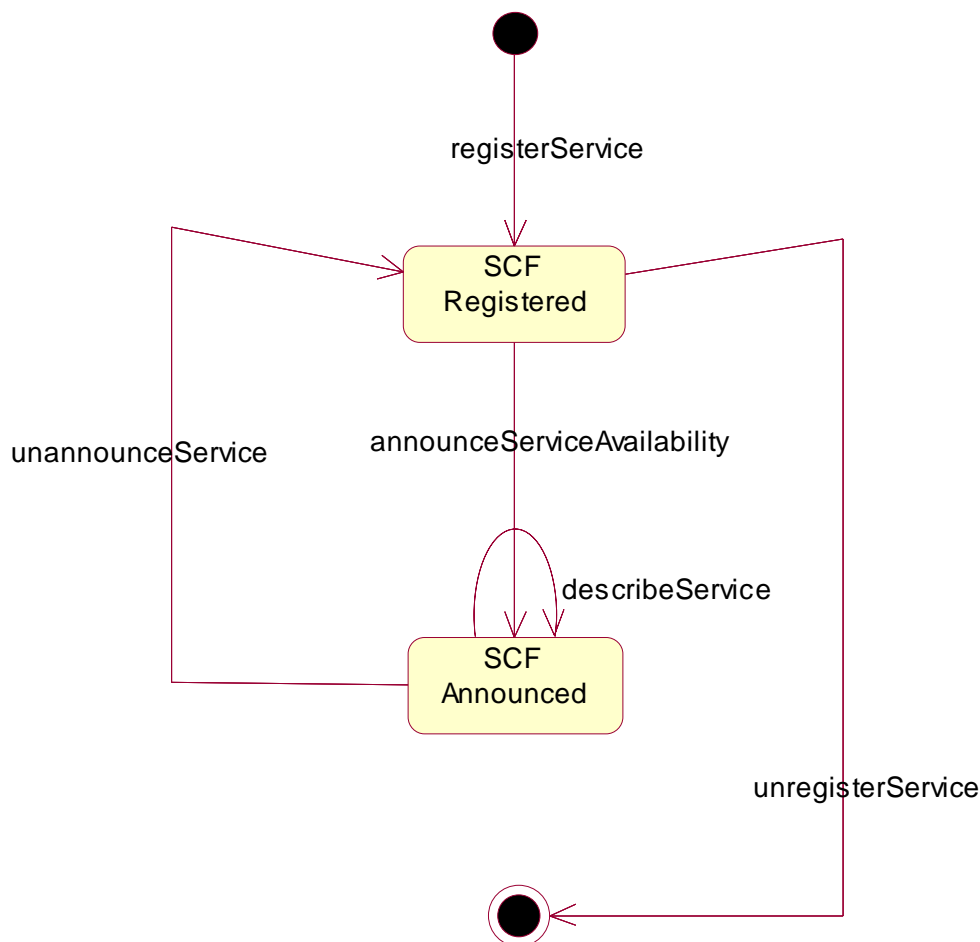 registerService
SCF
Registered
announceServiceAvailability
unannounceService
describeService
SCF
Announced
unregisterService